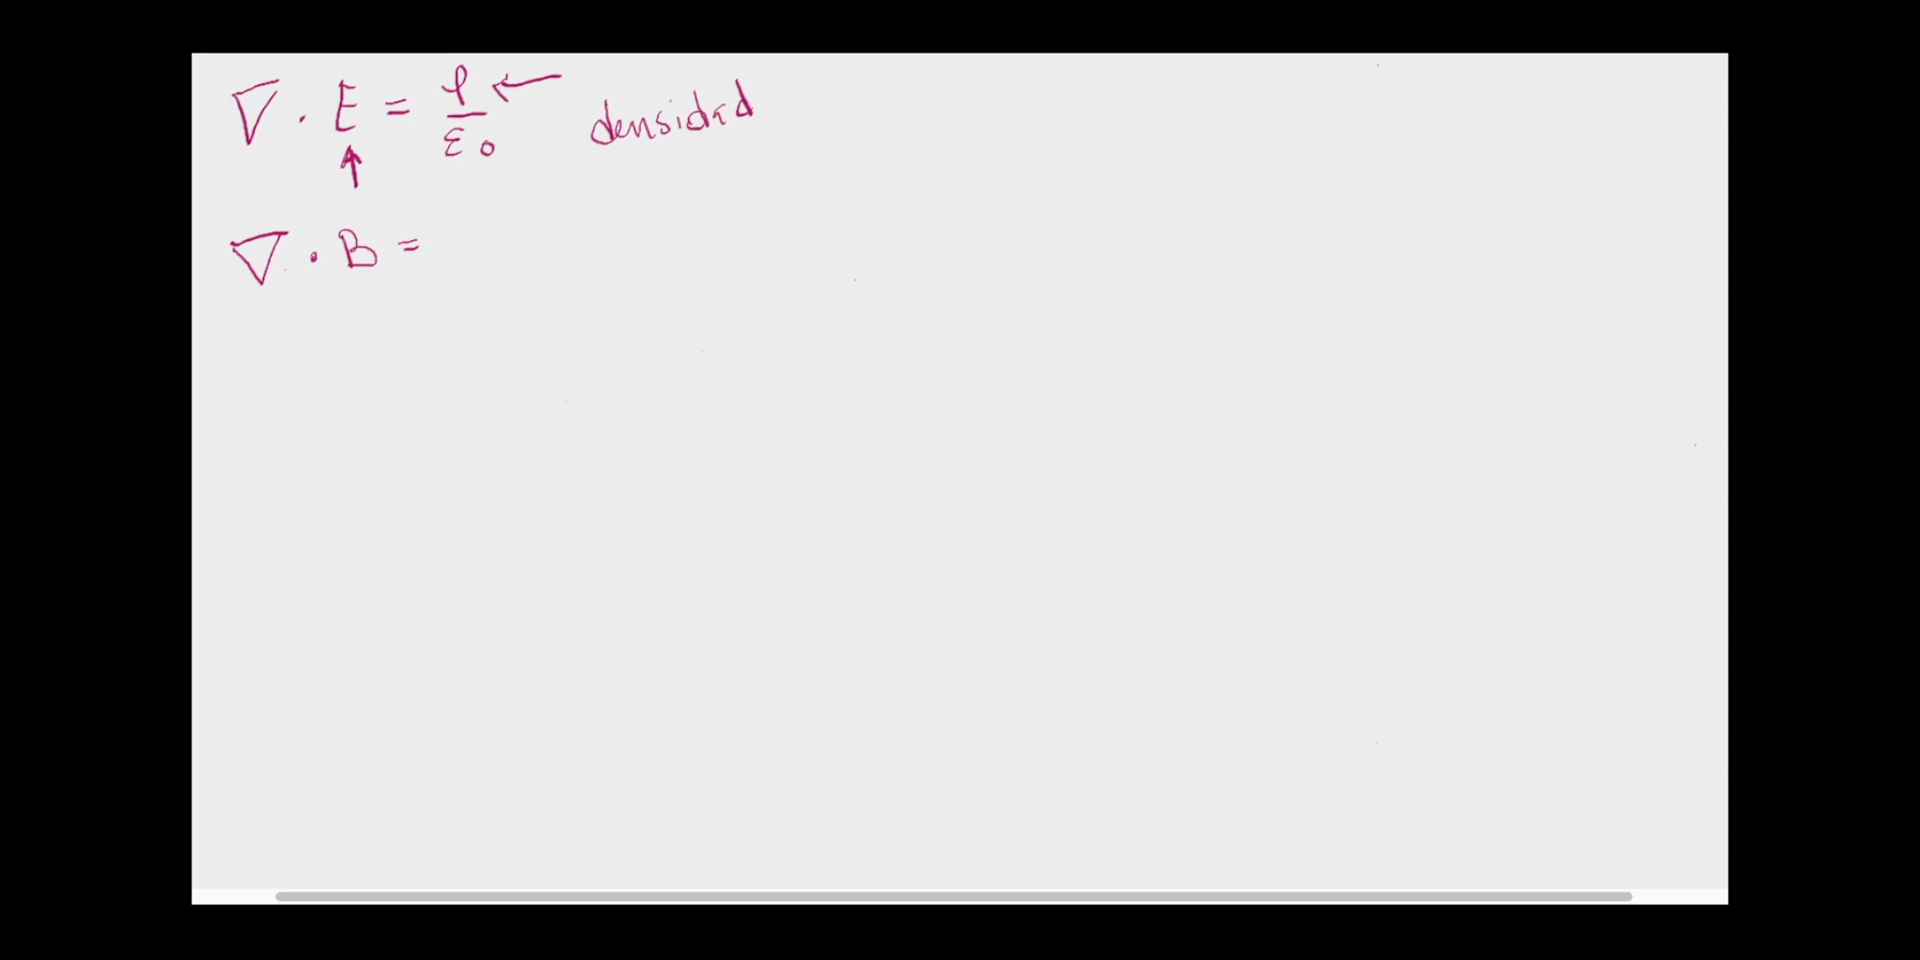 ∇ · E = ρ/ε₀ ← densidad
↑
∇ · B =